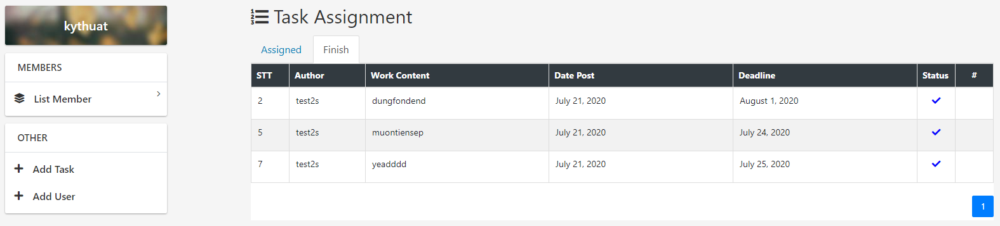 kythuat
MEMBERS
List Member
OTHER
Add Task
Add User
Task Assignment
Assigned Finish
STT Author Work Content Date Post Deadline Status #
2 test2s dungfondend July 21, 2020 August 1, 2020
5 test2s muontiensep July 21, 2020 July 24, 2020
7 test2s yeadddd July 21, 2020 July 25, 2020
1